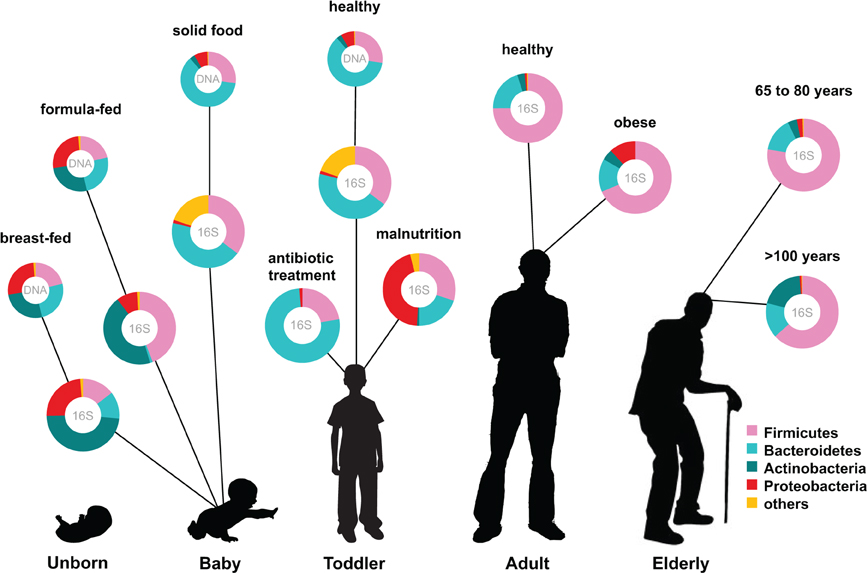 solid food
DNA
healthy
DNA
healthy
16S
formula-fed
DNA
obese
16S
65 to 80 years
16S
breast-fed
DNA
16S
16S
antibiotic
treatment
16S
malnutrition
16S
>100 years
16S
16S
16S
Firmicutes
Bacteroidetes
Actinobacteria
Proteobacteria
others
Unborn
Baby
Toddler
Adult
Elderly